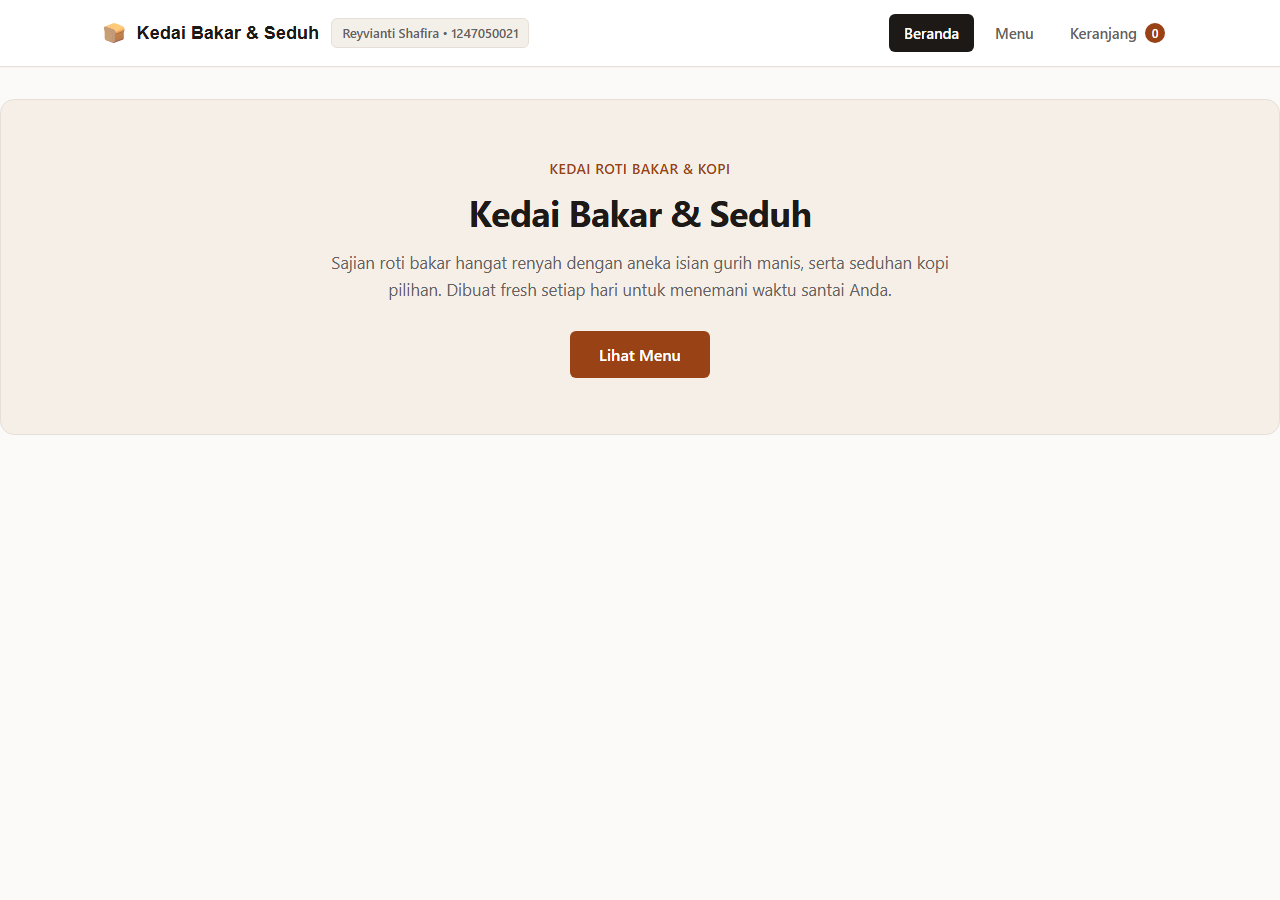 Kedai Bakar & Seduh
Reyvianti Shafira • 1247050021
Beranda
Menu
Keranjang 0
KEDAI ROTI BAKAR & KOPI
Kedai Bakar & Seduh
Sajian roti bakar hangat renyah dengan aneka isian gurih manis, serta seduhan kopi
pilihan. Dibuat fresh setiap hari untuk menemani waktu santai Anda.
Lihat Menu